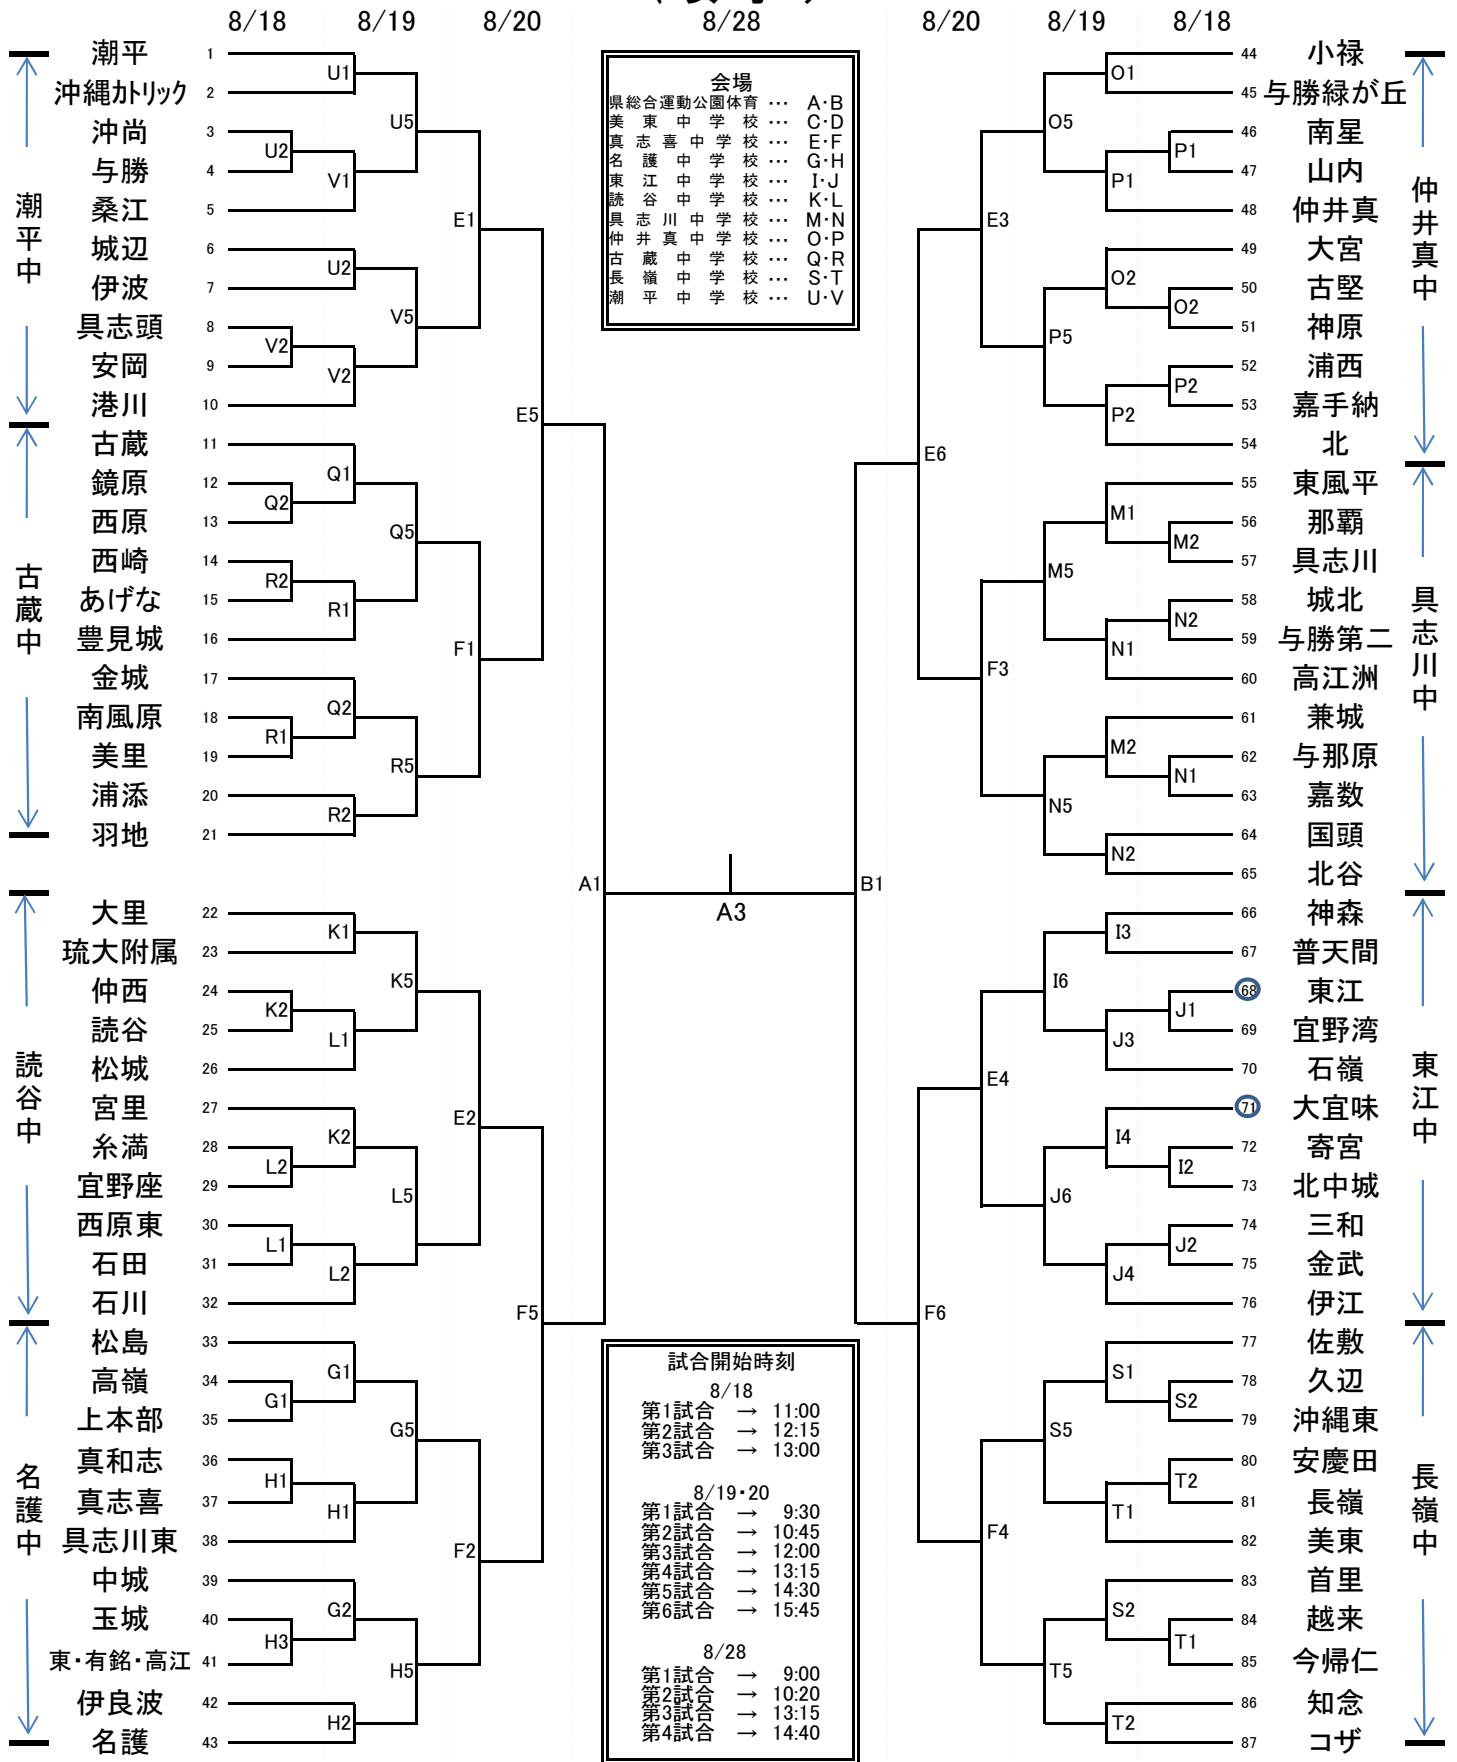 8/18 8/19 8/20 8/28 8/20 8/19 8/18
潮平 1
沖縄カトリック 2
沖尚 3
与勝 4
桑江 5
城辺 6
伊波 7
具志頭 8
安岡 9
港川 10
古蔵 11
鏡原 12
西原 13
西崎 14
あげな 15
豊見城 16
金城 17
南風原 18
美里 19
浦添 20
羽地 21
大里 22
琉大附属 23
仲西 24
読谷 25
松城 26
宮里 27
糸満 28
宜野座 29
西原東 30
石田 31
石川 32
松島 33
高嶺 34
上本部 35
真和志 36
真志喜 37
具志川東 38
中城 39
玉城 40
東・有銘・高江 41
伊良波 42
名護 43
潮平中
古蔵中
読谷中
名護中
U1
U2
V1
U5
U2
V2
V2
V5
E1
Q1
Q2
R2
R1
Q5
Q2
R1
R2
R5
F1
E5
K1
K2
L1
K5
K2
L2
L1
L2
L5
E2
G1
G1
H1
H1
G5
G2
H3
H2
H5
F2
F5
A1
会場
県総合運動公園体育 … A・B
美東中学校 … C・D
真志喜中学校 … E・F
名護中学校 … G・H
東江中学校 … I・J
読谷中学校 … K・L
具志川中学校 … M・N
仲井真中学校 … O・P
古蔵中学校 … Q・R
長嶺中学校 … S・T
潮平中学校 … U・V
A3
試合開始時刻
8/18
第1試合 → 11:00
第2試合 → 12:15
第3試合 → 13:00
8/19・20
第1試合 → 9:30
第2試合 → 10:45
第3試合 → 12:00
第4試合 → 13:15
第5試合 → 14:30
第6試合 → 15:45
8/28
第1試合 → 9:00
第2試合 → 10:20
第3試合 → 13:15
第4試合 → 14:40
B1
E6
E3
O5
O1
P1
P1
P5
O2
O2
P2
P2
F3
M5
M1
M2
N2
N1
N5
M2
N1
N2
F6
E4
I6
I3
J1
J3
J6
I4
I2
J2
J4
F4
S5
S1
S2
T2
T1
T5
S2
T1
T2
44 小禄
45 与勝緑が丘
46 南星
47 山内
48 仲井真
49 大宮
50 古堅
51 神原
52 浦西
53 嘉手納
54 北
55 東風平
56 那覇
57 具志川
58 城北
59 与勝第二
60 高江洲
61 兼城
62 与那原
63 嘉数
64 国頭
65 北谷
66 神森
67 普天間
68 東江
69 宜野湾
70 石嶺
71 大宜味
72 寄宮
73 北中城
74 三和
75 金武
76 伊江
77 佐敷
78 久辺
79 沖縄東
80 安慶田
81 長嶺
82 美東
83 首里
84 越来
85 今帰仁
86 知念
87 コザ
仲井真中
具志川中
東江中
長嶺中